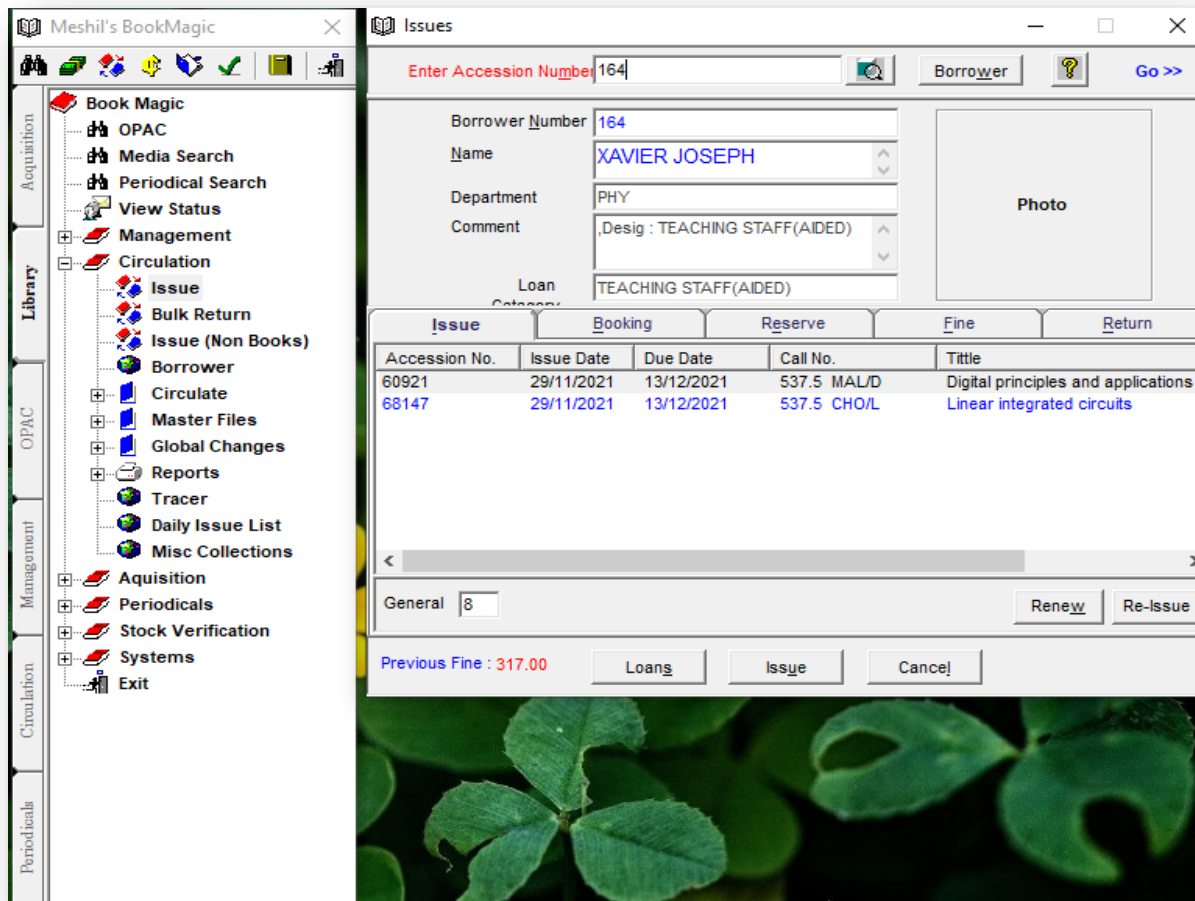 Meshil's BookMagic
Acquisition
Library
OPAC
Management
Circulation
Periodicals
Book Magic
OPAC
Media Search
Periodical Search
View Status
Management
Circulation
Issue
Bulk Return
Issue (Non Books)
Borrower
Circulate
Master Files
Global Changes
Reports
Tracer
Daily Issue List
Misc Collections
Aquisition
Periodicals
Stock Verification
Systems
Exit
Issues
Enter Accession Number 164 Borrower ? Go >>
Borrower Number 164
Name XAVIER JOSEPH
Department PHY
Comment ,Desig : TEACHING STAFF(AIDED)
Loan Category TEACHING STAFF(AIDED)
Photo
Issue Booking Reserve Fine Return
Accession No. Issue Date Due Date Call No. Tittle
60921 29/11/2021 13/12/2021 537.5 MAL/D Digital principles and applications
68147 29/11/2021 13/12/2021 537.5 CHO/L Linear integrated circuits
General 8 Renew Re-Issue
Previous Fine : 317.00 Loans Issue Cancel